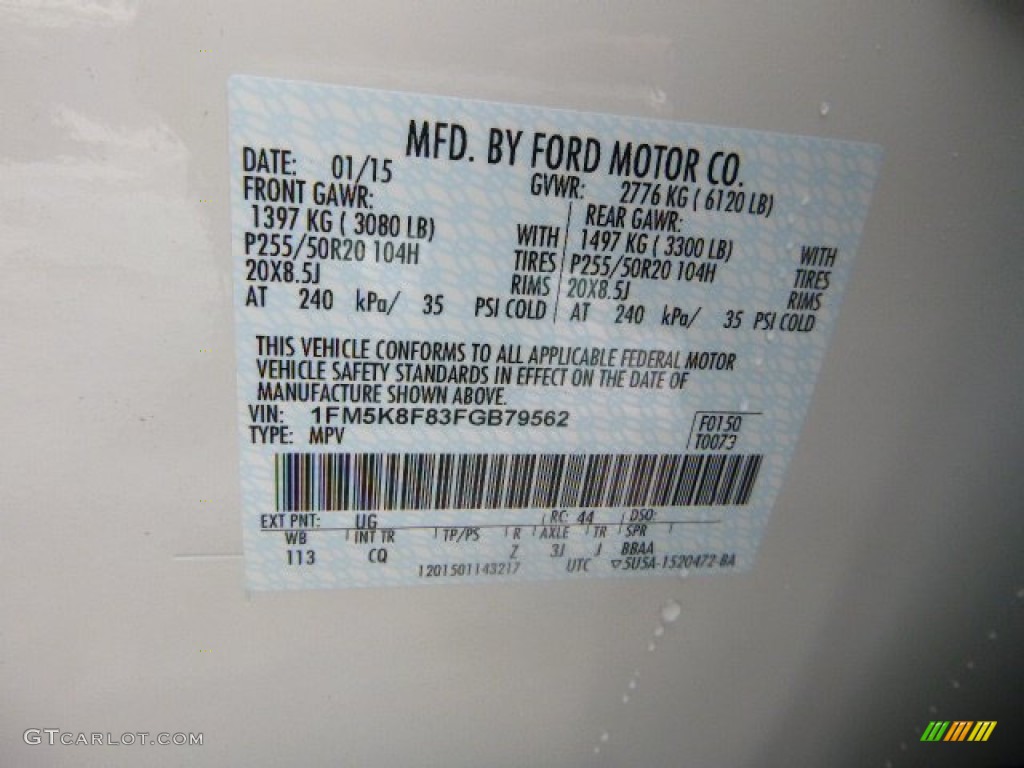 MFD. BY FORD MOTOR CO.
DATE: 01/15 GVWR: 2776 KG ( 6120 LB)
FRONT GAWR: REAR GAWR:
1397 KG ( 3080 LB) WITH 1497 KG ( 3300 LB) WITH
P255/50R20 104H TIRES P255/50R20 104H TIRES
20X8.5J RIMS 20X8.5J RIMS
AT 240 kPa/ 35 PSI COLD AT 240 kPa/ 35 PSI COLD
THIS VEHICLE CONFORMS TO ALL APPLICABLE FEDERAL MOTOR
VEHICLE SAFETY STANDARDS IN EFFECT ON THE DATE OF
MANUFACTURE SHOWN ABOVE.
VIN: 1FM5K8F83FGB79562 F0150
TYPE: MPV T0073
EXT PNT: UG RC: 44 DSO:
WB INT TR TP/PS R AXLE TR SPR
113 CQ Z 3J J BBAA
1201501143217 UTC ▽5U5A-1520472-BA
GTCARLOT.COM